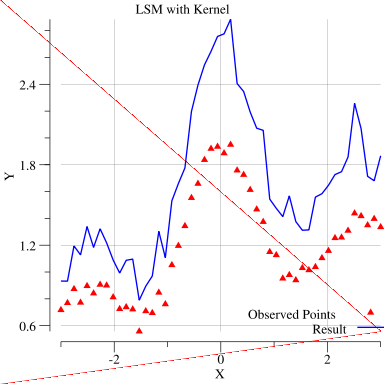 LSM with Kernel
2.4
1.8
1.2
0.6
Y
Observed Points
Result
-2
0
2
X